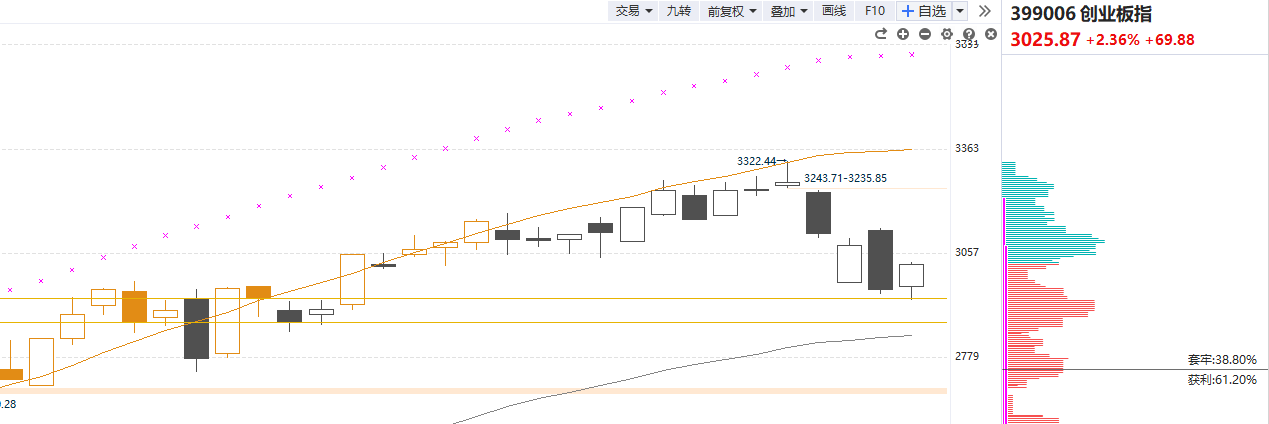 交易 九转 前复权 叠加 画线 F10 +自选
399006 创业板指
3025.87 +2.36% +69.88
3363
3322.44
3243.71-3235.85
3057
2779
套牢:38.80%
获利:61.20%
.28